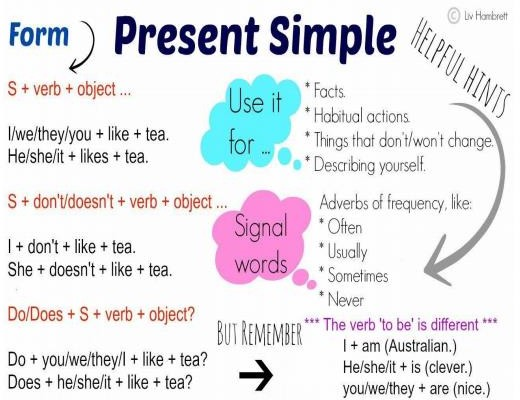 © Liv Hambrett
Form
Present Simple
HELPFUL HINTS
S + verb + object ...
I/we/they/you + like + tea.
He/she/it + likes + tea.
S + don't/doesn't + verb + object ...
I + don't + like + tea.
She + doesn't + like + tea.
Do/Does + S + verb + object?
Do + you/we/they/I + like + tea?
Does + he/she/it + like + tea?
Use it
for ...
* Facts.
* Habitual actions.
* Things that don't/won't change.
* Describing yourself.
Signal
words
Adverbs of frequency, like:
* Often
* Usually
* Sometimes
* Never
BUT REMEMBER
*** The verb 'to be' is different ***
I + am (Australian.)
He/she/it + is (clever.)
you/we/they + are (nice.)